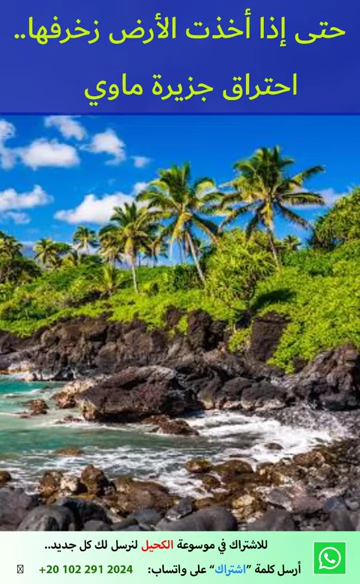 حتى إذا أخذت الأرض زخرفها..
احتراق جزيرة ماوي
للاشتراك في موسوعة الكحيل لنرسل لك كل جديد..
أرسل كلمة "اشتراك" على واتساب: +20 102 291 2024